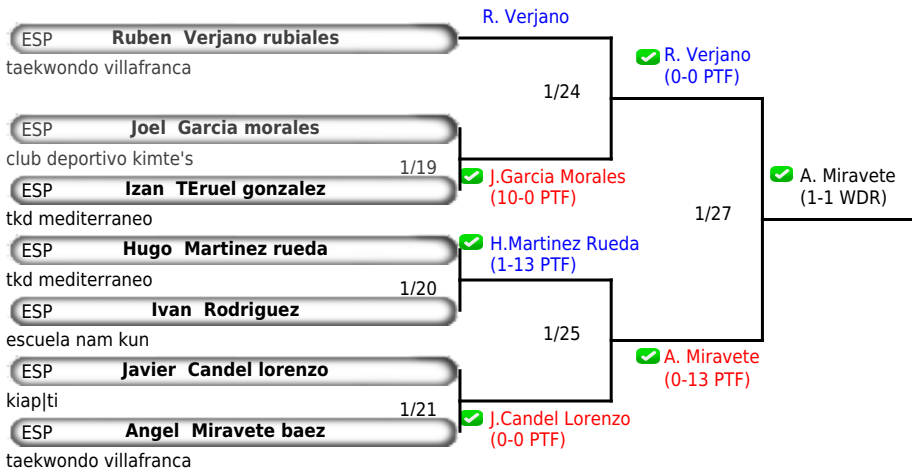 R. Verjano
ESP Ruben Verjano rubiales
taekwondo villafranca
R. Verjano
(0-0 PTF)
1/24
ESP Joel Garcia morales
club deportivo kimte's
1/19
J.Garcia Morales
(10-0 PTF)
ESP Izan TEruel gonzalez
tkd mediterraneo
A. Miravete
(1-1 WDR)
1/27
ESP Hugo Martinez rueda
tkd mediterraneo
H.Martinez Rueda
(1-13 PTF)
1/20
ESP Ivan Rodriguez
escuela nam kun
1/25
ESP Javier Candel lorenzo
kiap|ti
A. Miravete
(0-13 PTF)
1/21
J.Candel Lorenzo
(0-0 PTF)
ESP Angel Miravete baez
taekwondo villafranca